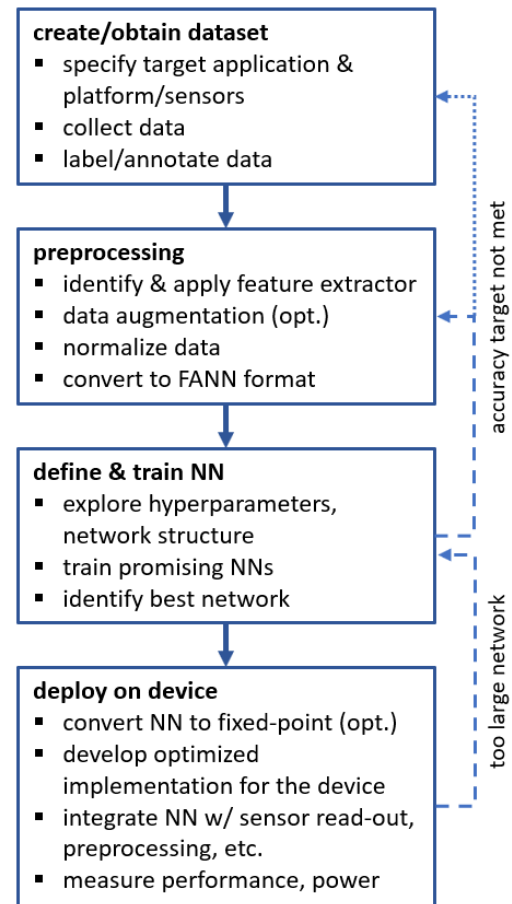 create/obtain dataset
▪ specify target application &
platform/sensors
▪ collect data
▪ label/annotate data
preprocessing
▪ identify & apply feature extractor
▪ data augmentation (opt.)
▪ normalize data
▪ convert to FANN format
accuracy target not met
define & train NN
▪ explore hyperparameters,
network structure
▪ train promising NNs
▪ identify best network
too large network
deploy on device
▪ convert NN to fixed-point (opt.)
▪ develop optimized
implementation for the device
▪ integrate NN w/ sensor read-out,
preprocessing, etc.
▪ measure performance, power